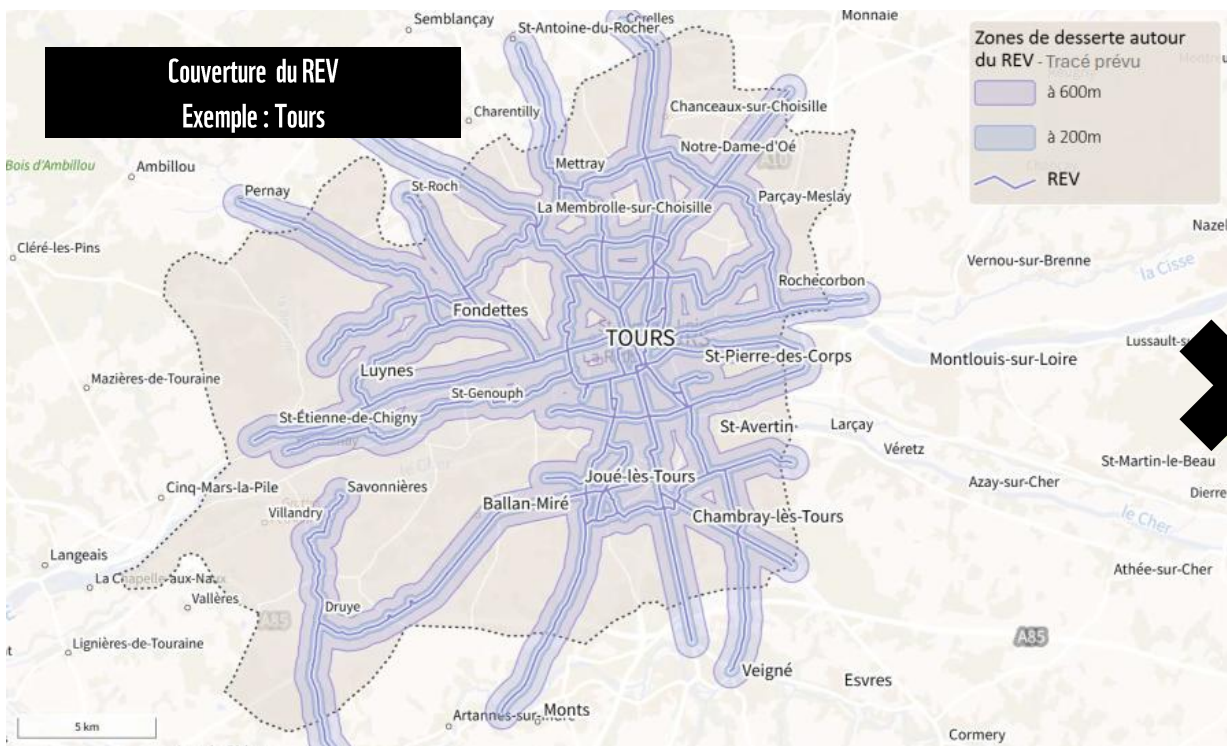 Couverture du REV
Exemple : Tours
Zones de desserte autour
du REV - Tracé prévu
à 600m
à 200m
REV
Semblançay
St-Antoine-du-Rocher
Monnaie
Charentilly
Chanceaux-sur-Choisille
Notre-Dame-d'Oé
A10
Bois d'Ambillou
Ambillou
Mettray
Pernay
St-Roch
Parçay-Meslay
La Membrolle-sur-Choisille
Cléré-les-Pins
Vernou-sur-Brenne
la Cisse
Rochecorbon
Fondettes
TOURS
St-Pierre-des-Corps
Montlouis-sur-Loire
Luynes
Mazières-de-Touraine
St-Genouph
St-Étienne-de-Chigny
St-Avertin
Larçay
Véretz
le Cher
St-Martin-le-Beau
Joué-lès-Tours
Azay-sur-Cher
Cinq-Mars-la-Pile
Savonnières
Ballan-Miré
Villandry
Chambray-lès-Tours
le Cher
Langeais
Athée-sur-Cher
La Chapelle-aux-Naux
Vallères
Druye
A85
A85
Lignières-de-Touraine
Veigné
Esvres
Monts
5 km
Cormery